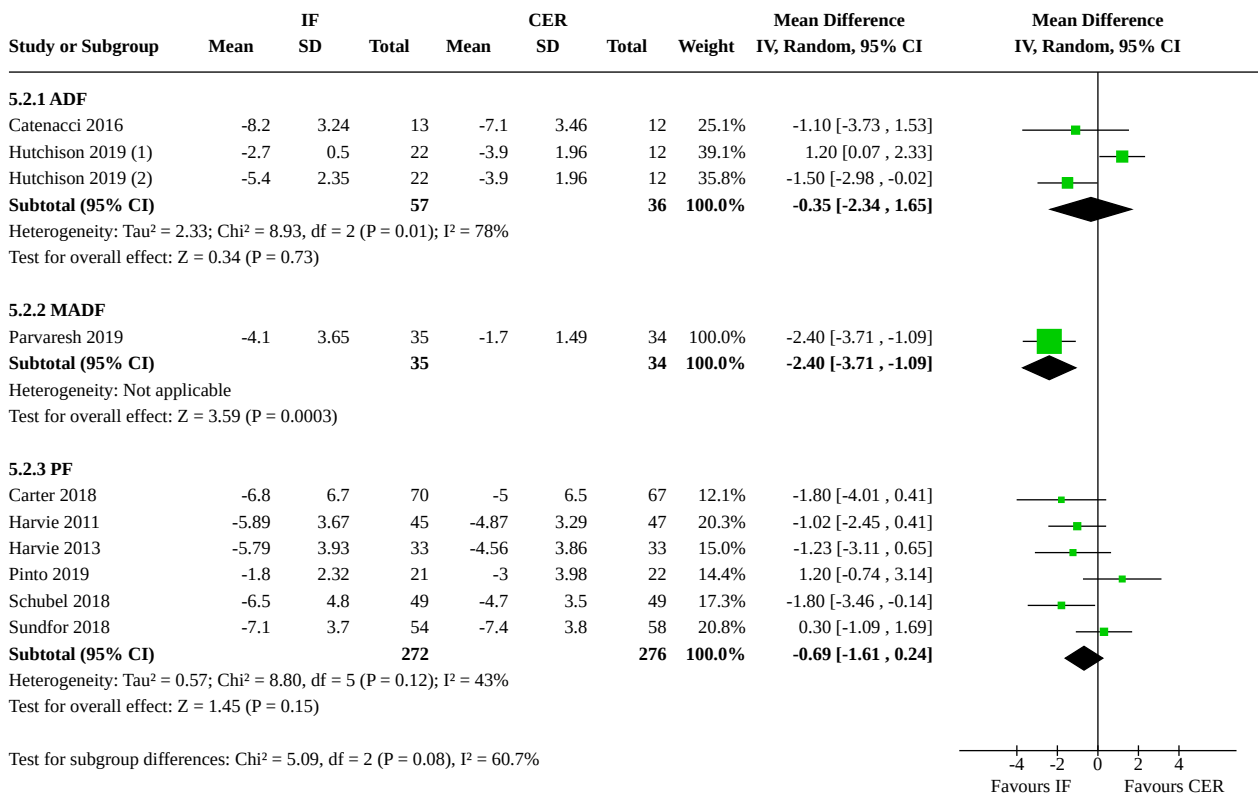 IF CER Mean Difference Mean Difference
Study or Subgroup Mean SD Total Mean SD Total Weight IV, Random, 95% CI IV, Random, 95% CI
5.2.1 ADF
Catenacci 2016 -8.2 3.24 13 -7.1 3.46 12 25.1% -1.10 [-3.73 , 1.53]
Hutchison 2019 (1) -2.7 0.5 22 -3.9 1.96 12 39.1% 1.20 [0.07 , 2.33]
Hutchison 2019 (2) -5.4 2.35 22 -3.9 1.96 12 35.8% -1.50 [-2.98 , -0.02]
Subtotal (95% CI) 57 36 100.0% -0.35 [-2.34 , 1.65]
Heterogeneity: Tau² = 2.33; Chi² = 8.93, df = 2 (P = 0.01); I² = 78%
Test for overall effect: Z = 0.34 (P = 0.73)
5.2.2 MADF
Parvaresh 2019 -4.1 3.65 35 -1.7 1.49 34 100.0% -2.40 [-3.71 , -1.09]
Subtotal (95% CI) 35 34 100.0% -2.40 [-3.71 , -1.09]
Heterogeneity: Not applicable
Test for overall effect: Z = 3.59 (P = 0.0003)
5.2.3 PF
Carter 2018 -6.8 6.7 70 -5 6.5 67 12.1% -1.80 [-4.01 , 0.41]
Harvie 2011 -5.89 3.67 45 -4.87 3.29 47 20.3% -1.02 [-2.45 , 0.41]
Harvie 2013 -5.79 3.93 33 -4.56 3.86 33 15.0% -1.23 [-3.11 , 0.65]
Pinto 2019 -1.8 2.32 21 -3 3.98 22 14.4% 1.20 [-0.74 , 3.14]
Schubel 2018 -6.5 4.8 49 -4.7 3.5 49 17.3% -1.80 [-3.46 , -0.14]
Sundfor 2018 -7.1 3.7 54 -7.4 3.8 58 20.8% 0.30 [-1.09 , 1.69]
Subtotal (95% CI) 272 276 100.0% -0.69 [-1.61 , 0.24]
Heterogeneity: Tau² = 0.57; Chi² = 8.80, df = 5 (P = 0.12); I² = 43%
Test for overall effect: Z = 1.45 (P = 0.15)
Test for subgroup differences: Chi² = 5.09, df = 2 (P = 0.08), I² = 60.7%
-4 -2 0 2 4
Favours IF Favours CER